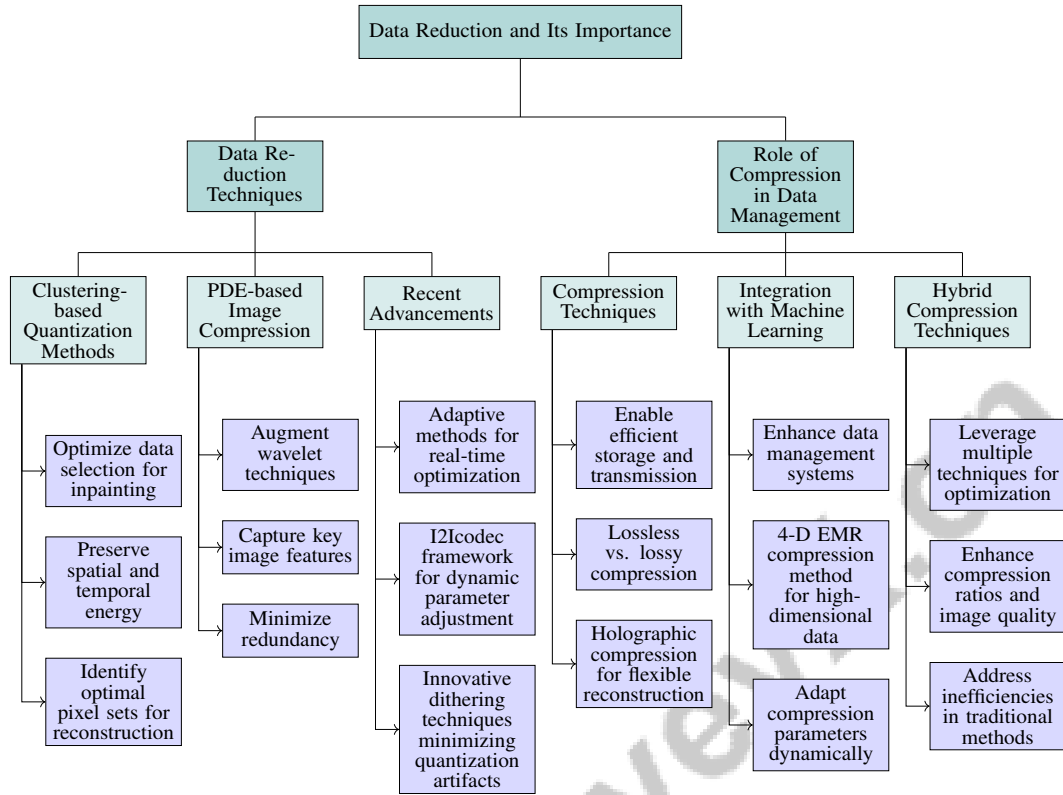 Data Reduction and Its Importance
Data Re-
duction
Techniques
Role of
Compression
in Data
Management
Clustering-
based
Quantization
Methods
PDE-based
Image
Compression
Recent
Advancements
Compression
Techniques
Integration
with Machine
Learning
Hybrid
Compression
Techniques
Optimize data
selection for
inpainting
Preserve
spatial and
temporal
energy
Identify
optimal
pixel sets for
reconstruction
Augment
wavelet
techniques
Capture key
image features
Minimize
redundancy
Adaptive
methods for
real-time
optimization
I2Icodec
framework
for dynamic
parameter
adjustment
Innovative
dithering
techniques
minimizing
quantization
artifacts
Enable
efficient
storage and
transmission
Lossless
vs. lossy
compression
Holographic
compression
for flexible
reconstruction
Enhance data
management
systems
4-D EMR
compression
method
for high-
dimensional
data
Adapt
compression
parameters
dynamically
Leverage
multiple
techniques for
optimization
Enhance
compression
ratios and
image quality
Address
inefficiencies
in traditional
methods